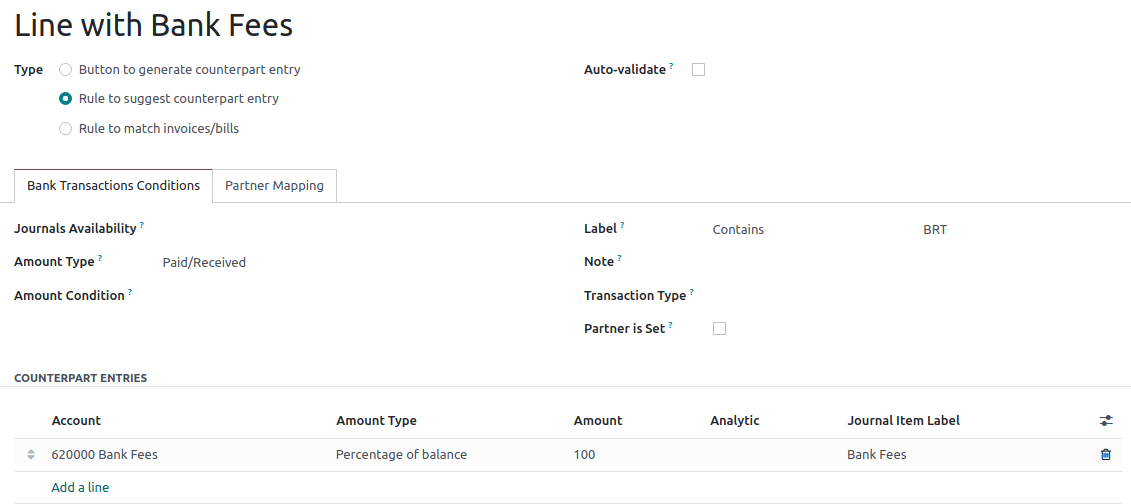 Line with Bank Fees
Type Button to generate counterpart entry Auto-validate ?
Rule to suggest counterpart entry
Rule to match invoices/bills
Bank Transactions Conditions Partner Mapping
Journals Availability ? Label ? Contains BRT
Amount Type ? Paid/Received Note ?
Amount Condition ? Transaction Type ?
Partner is Set ?
COUNTERPART ENTRIES
Account Amount Type Amount Analytic Journal Item Label
620000 Bank Fees Percentage of balance 100 Bank Fees
Add a line